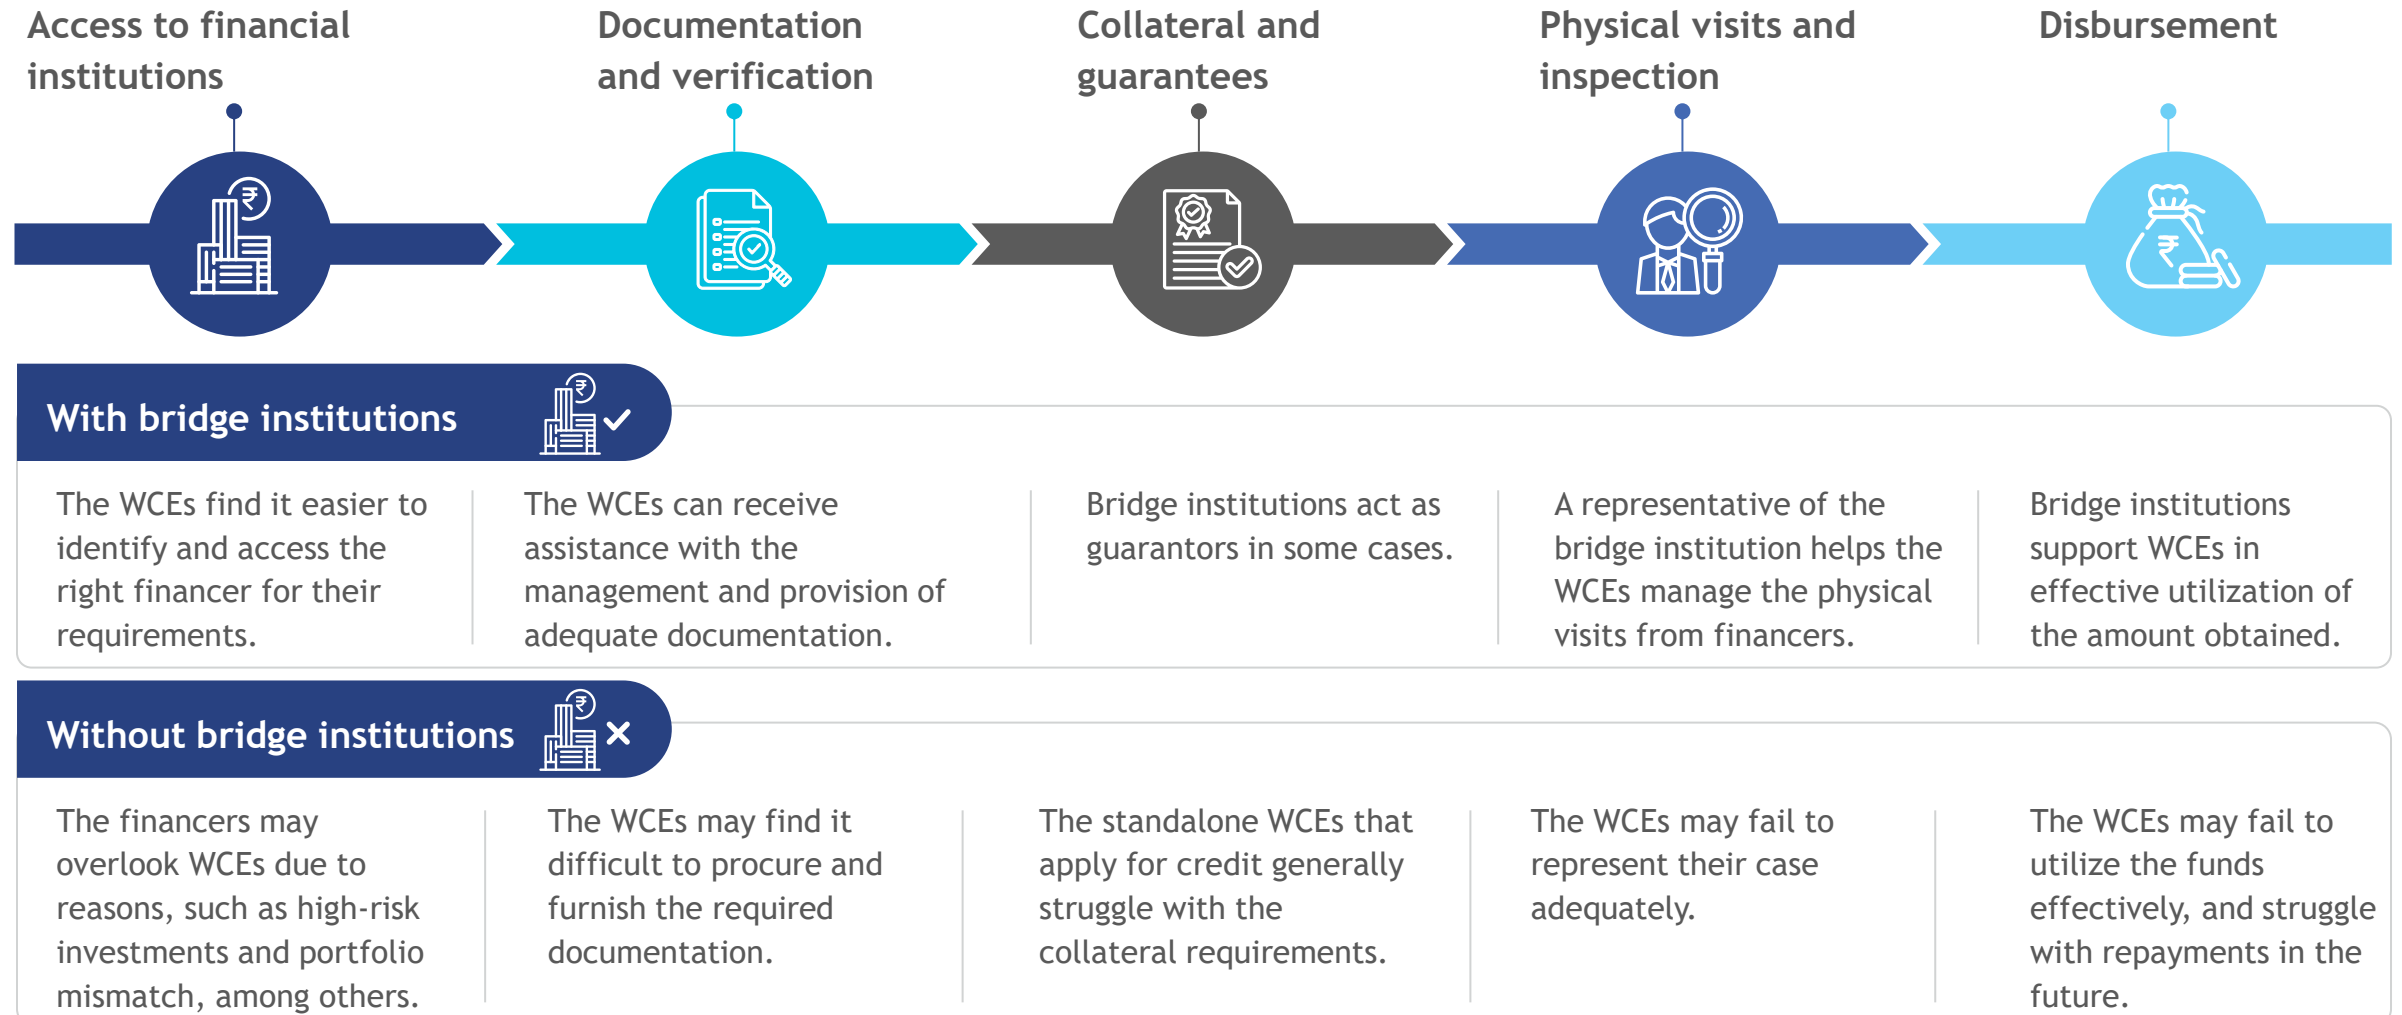 Access to financial
institutions
Documentation
and verification
Collateral and
guarantees
Physical visits and
inspection
Disbursement
₹
₹
With bridge institutions
₹
The WCEs find it easier to
identify and access the
right financer for their
requirements.
The WCEs can receive
assistance with the
management and provision of
adequate documentation.
Bridge institutions act as
guarantors in some cases.
A representative of the
bridge institution helps the
WCEs manage the physical
visits from financers.
Bridge institutions
support WCEs in
effective utilization of
the amount obtained.
Without bridge institutions
₹
The financers may
overlook WCEs due to
reasons, such as high-risk
investments and portfolio
mismatch, among others.
The WCEs may find it
difficult to procure and
furnish the required
documentation.
The standalone WCEs that
apply for credit generally
struggle with the
collateral requirements.
The WCEs may fail to
represent their case
adequately.
The WCEs may fail to
utilize the funds
effectively, and struggle
with repayments in the
future.